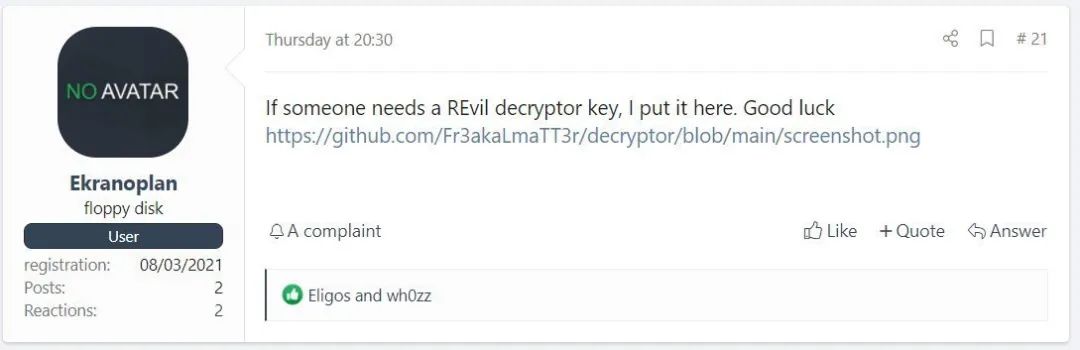 Thursday at 20:30
# 21
NO AVATAR
If someone needs a REvil decryptor key, I put it here. Good luck
https://github.com/Fr3akaLmaTT3r/decryptor/blob/main/screenshot.png
Ekranoplan
floppy disk
User
registration: 08/03/2021
Posts: 2
Reactions: 2
A complaint
Like
+ Quote
Answer
Eligos and wh0zz